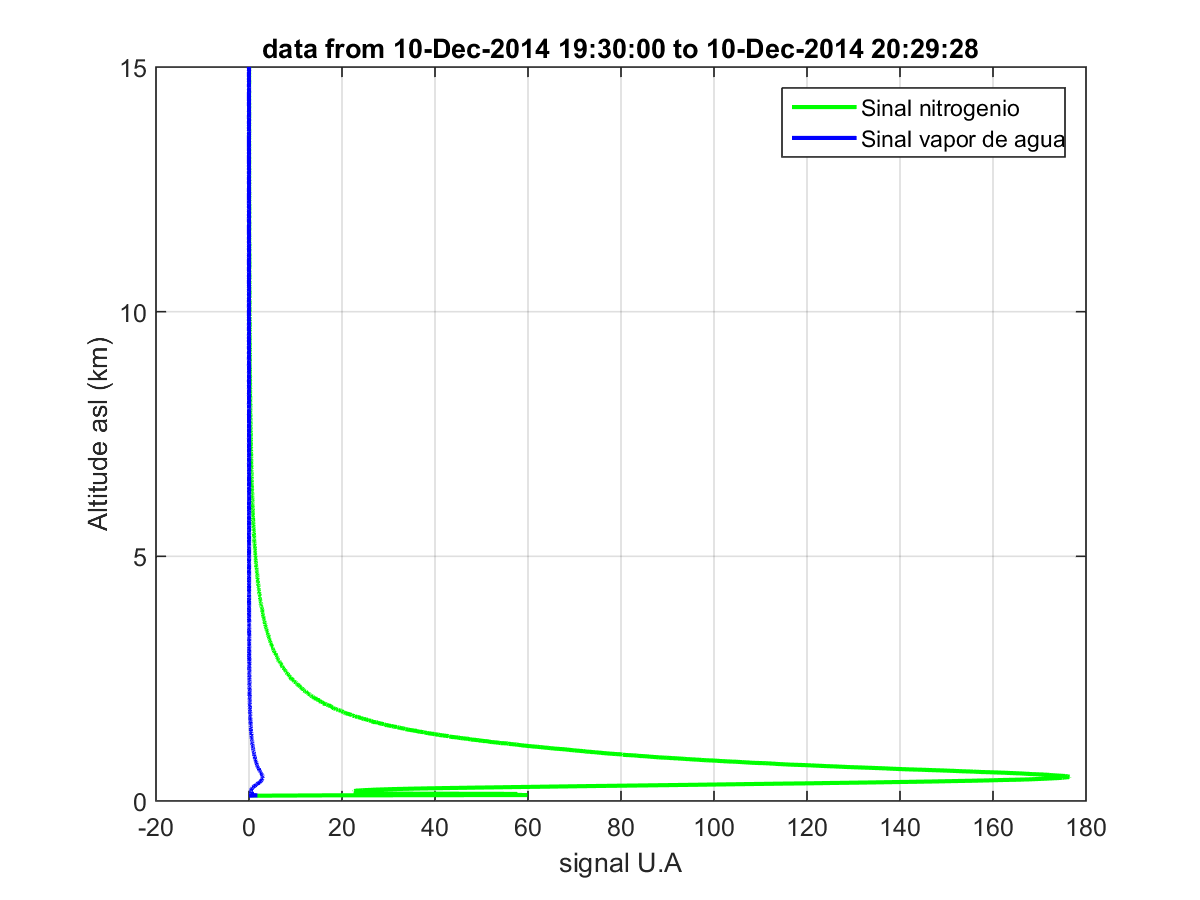 data from 10-Dec-2014 19:30:00 to 10-Dec-2014 20:29:28
Sinal nitrogenio
Sinal vapor de agua
15
10
5
0
Altitude asl (km)
-20 0 20 40 60 80 100 120 140 160 180
signal U.A